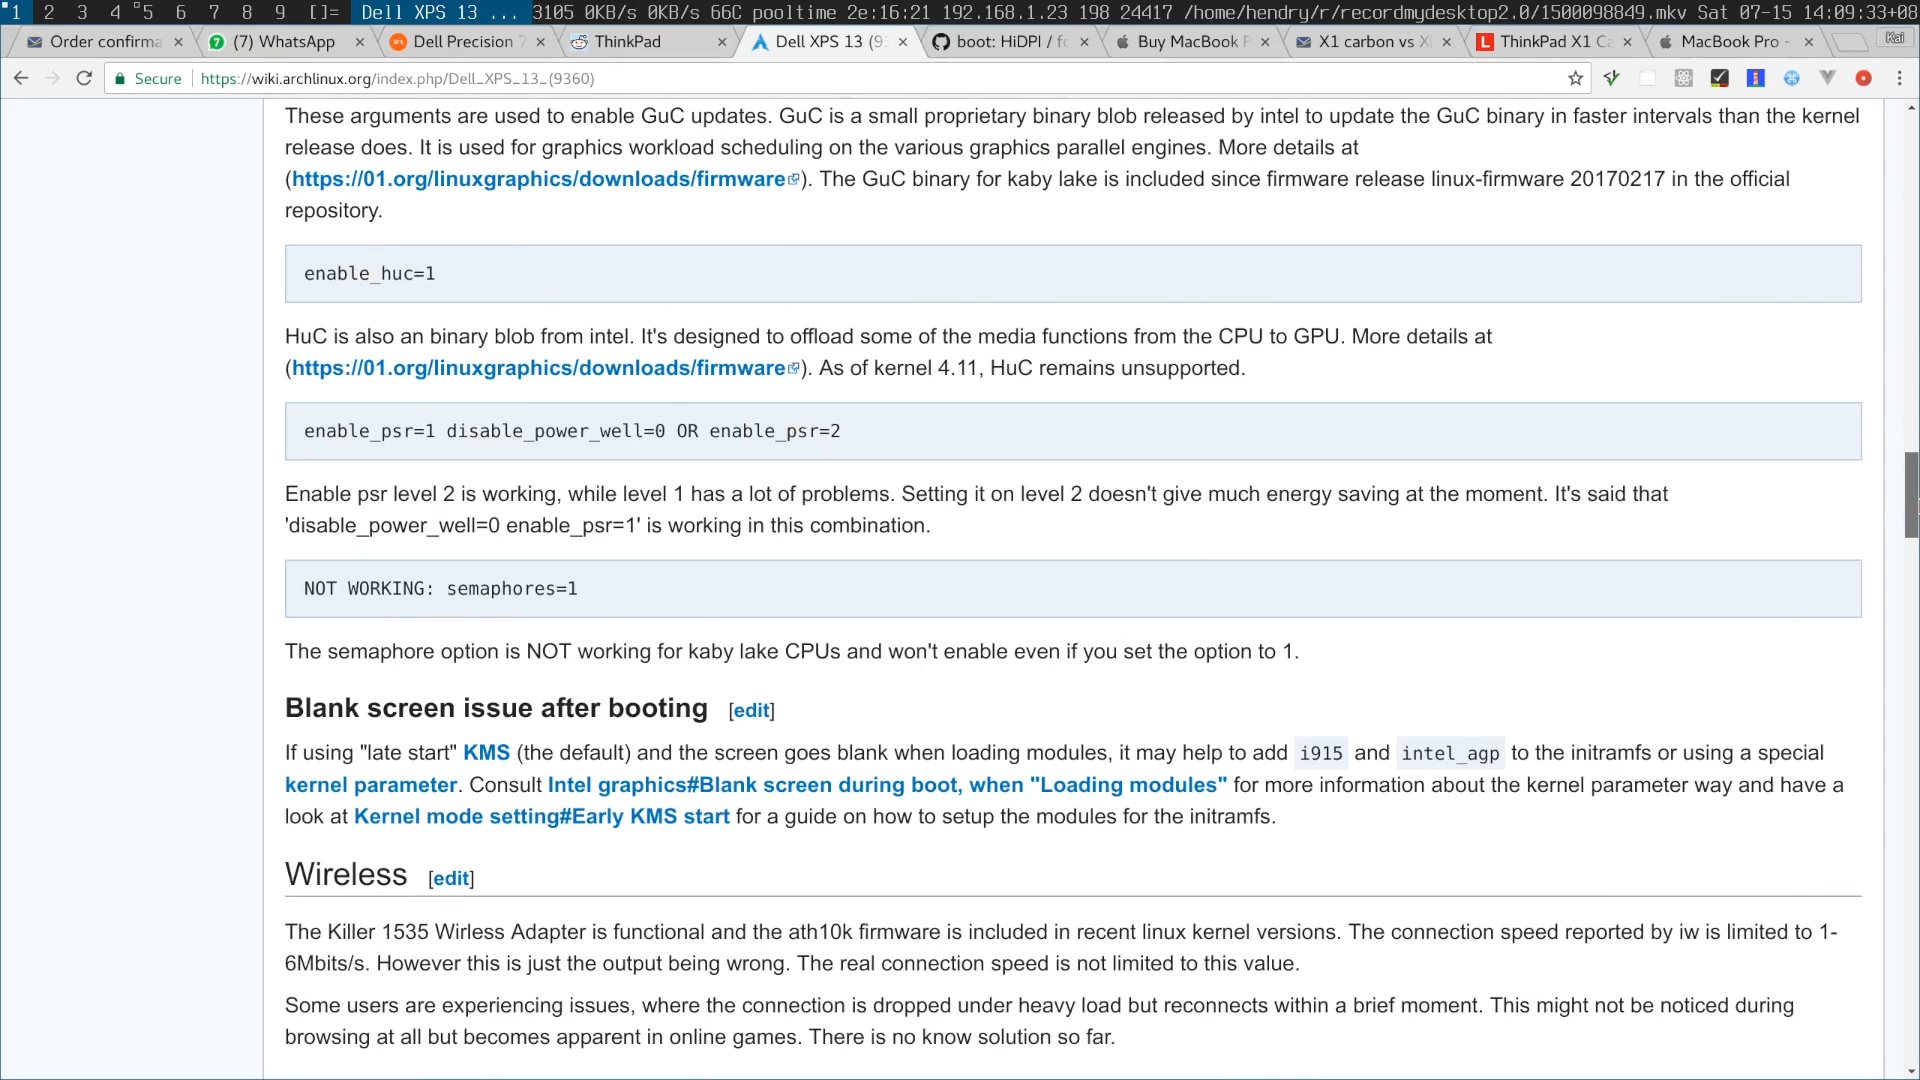 1 2 3 4 5 6 7 8 9 []= Dell XPS 13 ... 3105 0KB/s 0KB/s 66C pooltime 2e:16:21 192.168.1.23 198 24417 /home/hendry/r/recordmydesktop2.0/1500098849.mkv Sat 07-15 14:09:33+08
Order confirma (7) WhatsApp Dell Precision 7 ThinkPad Dell XPS 13 (9 boot: HiDPI / fo Buy MacBook P X1 carbon vs X ThinkPad X1 Ca MacBook Pro - Kai
Secure https://wiki.archlinux.org/index.php/Dell_XPS_13_(9360)
These arguments are used to enable GuC updates. GuC is a small proprietary binary blob released by intel to update the GuC binary in faster intervals than the kernel
release does. It is used for graphics workload scheduling on the various graphics parallel engines. More details at
(https://01.org/linuxgraphics/downloads/firmware). The GuC binary for kaby lake is included since firmware release linux-firmware 20170217 in the official
repository.
enable_huc=1
HuC is also an binary blob from intel. It's designed to offload some of the media functions from the CPU to GPU. More details at
(https://01.org/linuxgraphics/downloads/firmware). As of kernel 4.11, HuC remains unsupported.
enable_psr=1 disable_power_well=0 OR enable_psr=2
Enable psr level 2 is working, while level 1 has a lot of problems. Setting it on level 2 doesn't give much energy saving at the moment. It's said that
'disable_power_well=0 enable_psr=1' is working in this combination.
NOT WORKING: semaphores=1
The semaphore option is NOT working for kaby lake CPUs and won't enable even if you set the option to 1.
Blank screen issue after booting [edit]
If using "late start" KMS (the default) and the screen goes blank when loading modules, it may help to add i915 and intel_agp to the initramfs or using a special
kernel parameter. Consult Intel graphics#Blank screen during boot, when "Loading modules" for more information about the kernel parameter way and have a
look at Kernel mode setting#Early KMS start for a guide on how to setup the modules for the initramfs.
Wireless [edit]
The Killer 1535 Wirless Adapter is functional and the ath10k firmware is included in recent linux kernel versions. The connection speed reported by iw is limited to 1-
6Mbits/s. However this is just the output being wrong. The real connection speed is not limited to this value.
Some users are experiencing issues, where the connection is dropped under heavy load but reconnects within a brief moment. This might not be noticed during
browsing at all but becomes apparent in online games. There is no know solution so far.